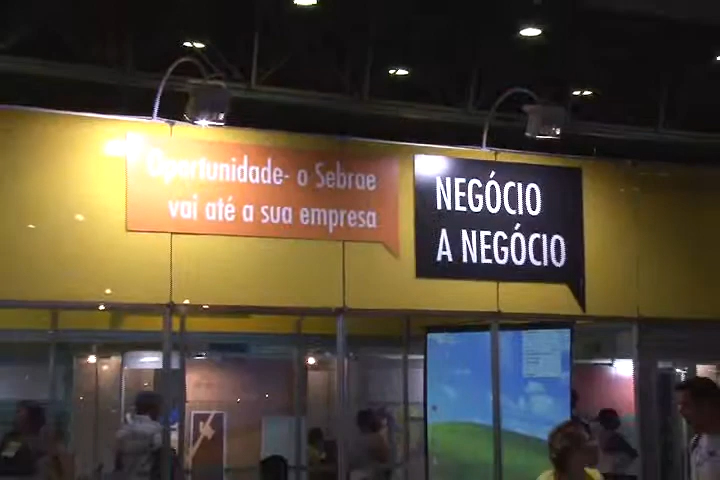 Oportunidade- o Sebrae
vai até a sua empresa
NEGÓCIO
A NEGÓCIO